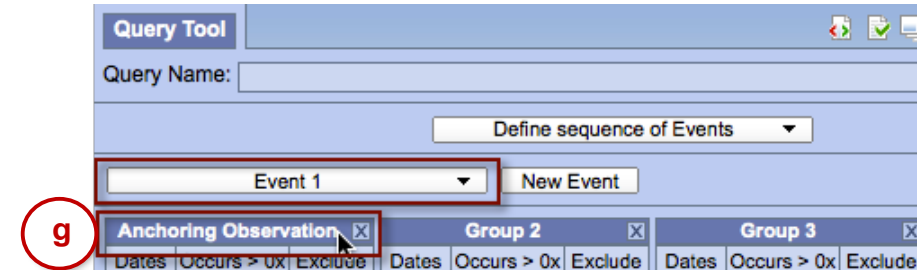 Query Tool
Query Name:
Define sequence of Events
Event 1 New Event
g Anchoring Observation X Group 2 X Group 3 X
Dates Occurs > 0x Exclude Dates Occurs > 0x Exclude Dates Occurs > 0x Exclude